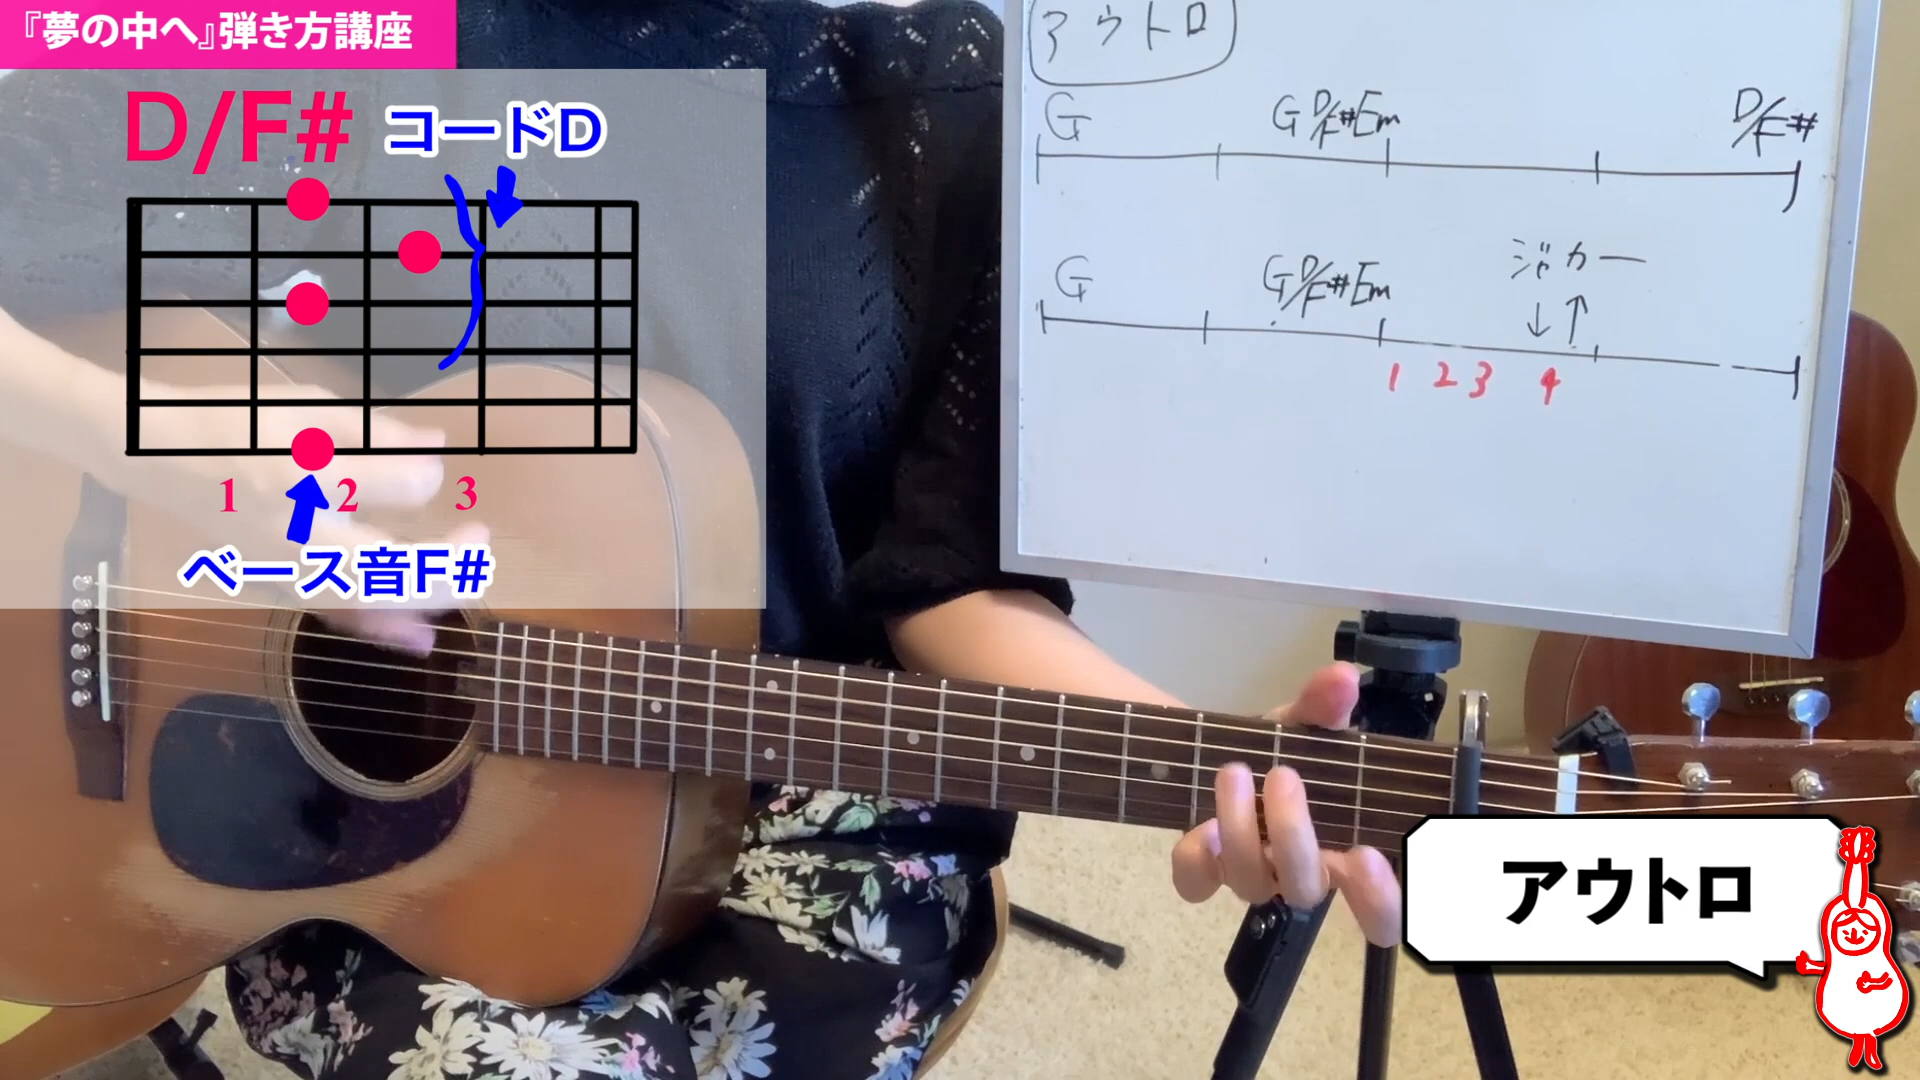 『夢の中へ』弾き方講座
D/F# コードD
1 2 3
ベース音F#
アウトロ
G G D/F# Em D/F#
G G D/F# Em
ジャカー
↓↑
1 2 3 4
アウトロ